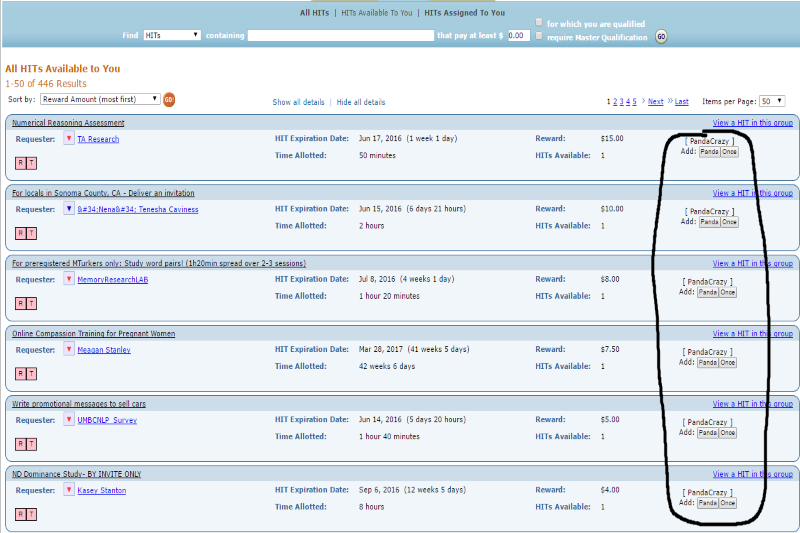 All HITs | HITs Available To You | HITs Assigned To You
Find HITs containing that pay at least $ 0.00 for which you are qualified
require Master Qualification GO
All HITs Available to You
1-50 of 446 Results
Sort by: Reward Amount (most first) GO! Show all details | Hide all details 1 2 3 4 5 › Next » Last Items per Page: 50
Numerical Reasoning Assessment View a HIT in this group
Requester: TA Research HIT Expiration Date: Jun 17, 2016 (1 week 1 day) Reward: $15.00 [ PandaCrazy ]
Time Allotted: 50 minutes HITs Available: 1 Add: Panda Once
R T
For locals in Sonoma County, CA - Deliver an invitation View a HIT in this group
Requester: &#34;Nena&#34; Tenesha Caviness HIT Expiration Date: Jun 15, 2016 (6 days 21 hours) Reward: $10.00 [ PandaCrazy ]
Time Allotted: 2 hours HITs Available: 1 Add: Panda Once
R T
For preregistered MTurkers only: Study word pairs! (1h20min spread over 2-3 sessions) View a HIT in this group
Requester: MemoryResearchLAB HIT Expiration Date: Jul 8, 2016 (4 weeks 1 day) Reward: $8.00 [ PandaCrazy ]
Time Allotted: 1 hour 20 minutes HITs Available: 1 Add: Panda Once
R T
Online Compassion Training for Pregnant Women View a HIT in this group
Requester: Meagan Stanley HIT Expiration Date: Mar 28, 2017 (41 weeks 5 days) Reward: $7.50 [ PandaCrazy ]
Time Allotted: 42 weeks 6 days HITs Available: 1 Add: Panda Once
R T
Write promotional messages to sell cars View a HIT in this group
Requester: UMBCNLP_Survey HIT Expiration Date: Jun 14, 2016 (5 days 20 hours) Reward: $5.00 [ PandaCrazy ]
Time Allotted: 1 hour 40 minutes HITs Available: 1 Add: Panda Once
R T
ND Dominance Study- BY INVITE ONLY View a HIT in this group
Requester: Kasey Stanton HIT Expiration Date: Sep 6, 2016 (12 weeks 5 days) Reward: $4.00 [ PandaCrazy ]
Time Allotted: 8 hours HITs Available: 1 Add: Panda Once
R T